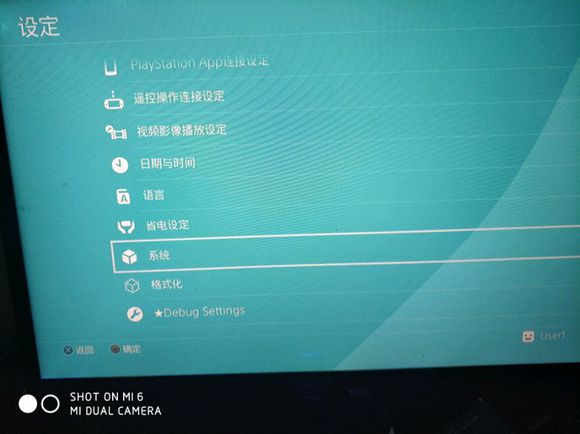 设定
PlayStation App连接设定
遥控操作连接设定
视频影像播放设定
日期与时间
语言
省电设定
系统
格式化
★Debug Settings
User1
返回 确定
TCL
SHOT ON MI 6
MI DUAL CAMERA